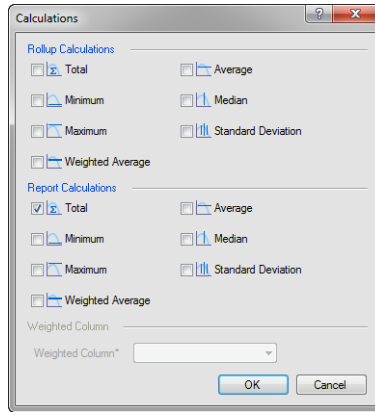 Calculations
Rollup Calculations
Total Average
Minimum Median
Maximum Standard Deviation
Weighted Average
Report Calculations
Total Average
Minimum Median
Maximum Standard Deviation
Weighted Average
Weighted Column
Weighted Column*
OK Cancel